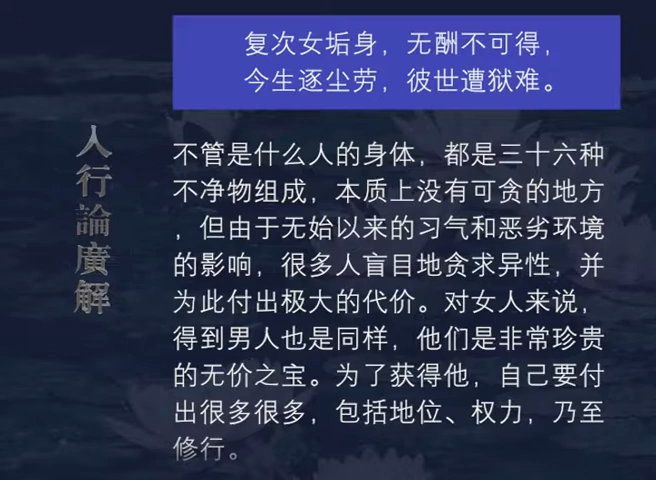 复次女垢身，无酬不可得，
今生逐尘劳，彼世遭狱难。
入行論廣解
不管是什么人的身体，都是三十六种
不净物组成，本质上没有可贪的地方
，但由于无始以来的习气和恶劣环境
的影响，很多人盲目地贪求异性，并
为此付出极大的代价。对女人来说，
得到男人也是同样，他们是非常珍贵
的无价之宝。为了获得他，自己要付
出很多很多，包括地位、权力，乃至
修行。